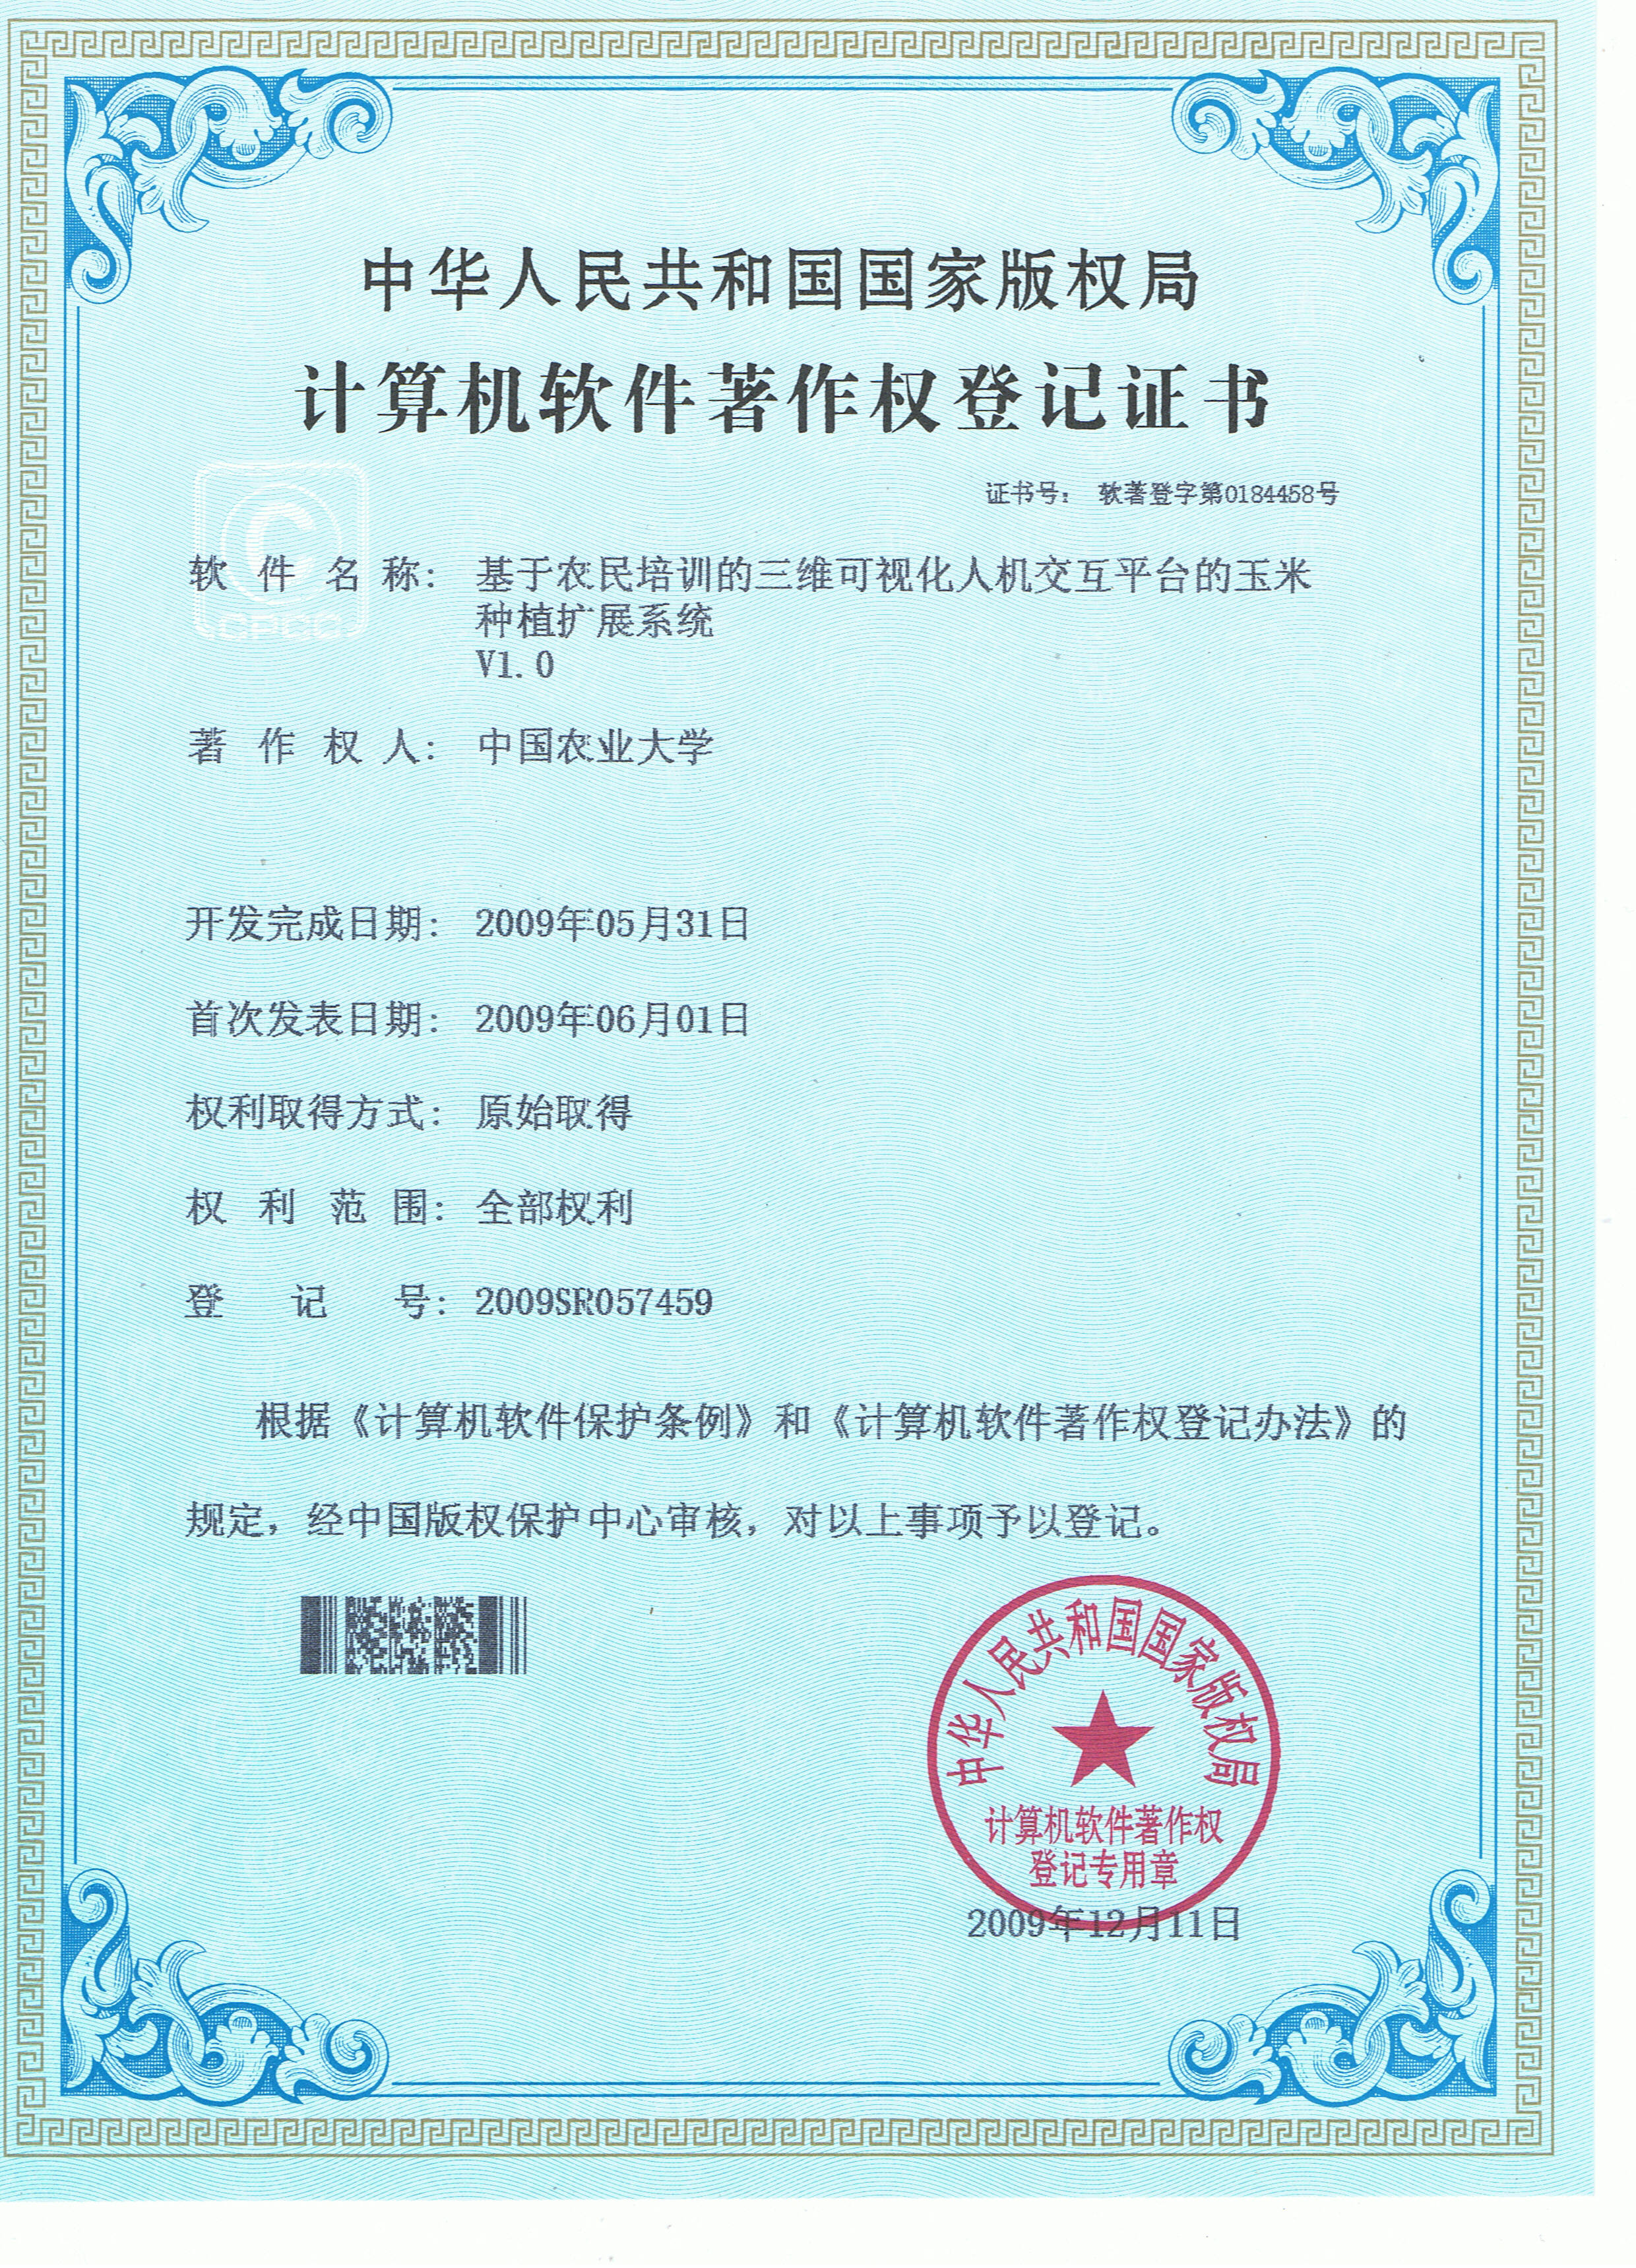 中华人民共和国国家版权局
计算机软件著作权登记证书
证书号: 软著登字第0184458号
CPCC
软件名称: 基于农民培训的三维可视化人机交互平台的玉米
种植扩展系统
V1.0
著作权人: 中国农业大学
开发完成日期: 2009年05月31日
首次发表日期: 2009年06月01日
权利取得方式: 原始取得
权利范围: 全部权利
登记号: 2009SR057459
根据《计算机软件保护条例》和《计算机软件著作权登记办法》的
规定，经中国版权保护中心审核，对以上事项予以登记。
中华人民共和国国家版权局
计算机软件著作权
登记专用章
2009年12月11日